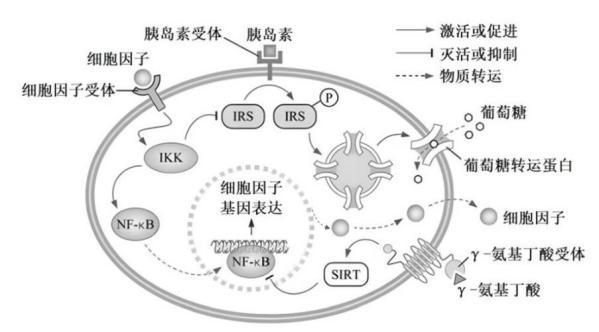 胰岛素受体 胰岛素
激活或促进
灭活或抑制
物质转运
细胞因子
细胞因子受体
P
IRS
IRS
葡萄糖
葡萄糖转运蛋白
IKK
细胞因子
基因表达
NF-κB
NF-κB
细胞因子
SIRT
γ-氨基丁酸受体
γ-氨基丁酸